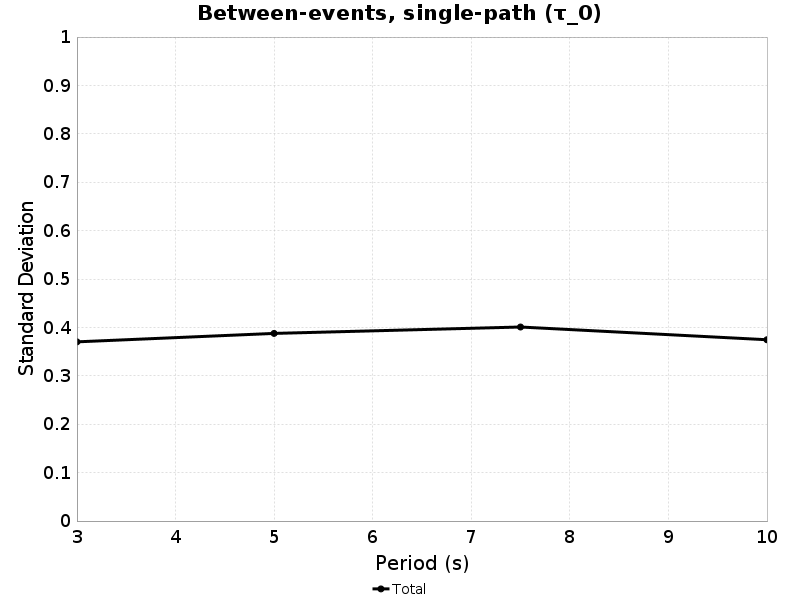 Between-events, single-path (τ_0)
Standard Deviation
1
0.9
0.8
0.7
0.6
0.5
0.4
0.3
0.2
0.1
0
3 4 5 6 7 8 9 10
Period (s)
Total